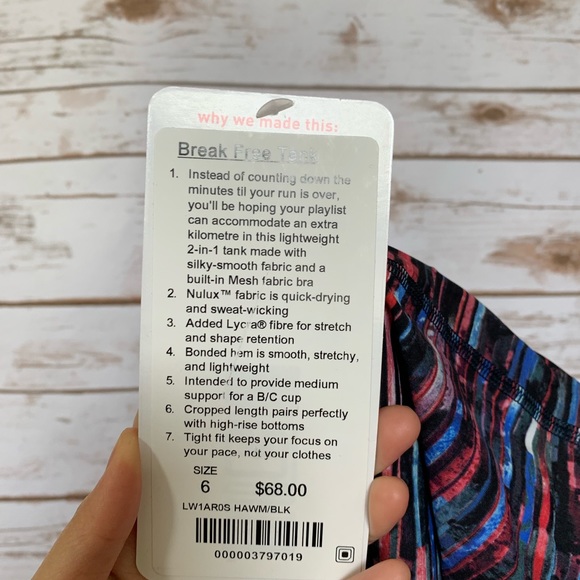 why we made this:
Break Free Tank
1. Instead of counting down the
minutes til your run is over,
you'll be hoping your playlist
can accommodate an extra
kilometre in this lightweight
2-in-1 tank made with
silky-smooth fabric and a
built-in Mesh fabric bra
2. Nulux™ fabric is quick-drying
and sweat-wicking
3. Added Lycra® fibre for stretch
and shape retention
4. Bonded hem is smooth, stretchy,
and lightweight
5. Intended to provide medium
support for a B/C cup
6. Cropped length pairs perfectly
with high-rise bottoms
7. Tight fit keeps your focus on
your pace, not your clothes
SIZE
6 $68.00
LW1AR0S HAWM/BLK
000003797019